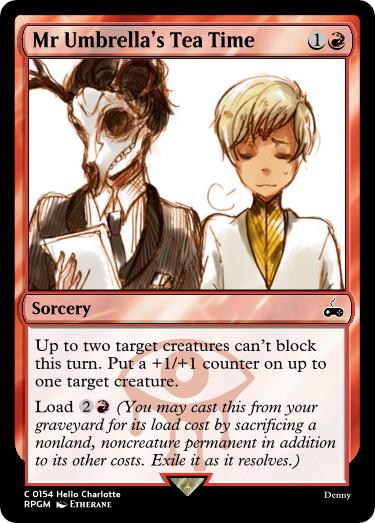 Mr Umbrella's Tea Time 1
Sorcery
Up to two target creatures can't block
this turn. Put a +1/+1 counter on up to
one target creature.
Load 2 (You may cast this from your
graveyard for its load cost by sacrificing a
nonland, noncreature permanent in addition
to its other costs. Exile it as it resolves.)
C 0154 Hello Charlotte
Denny
RPGM ETHERANE